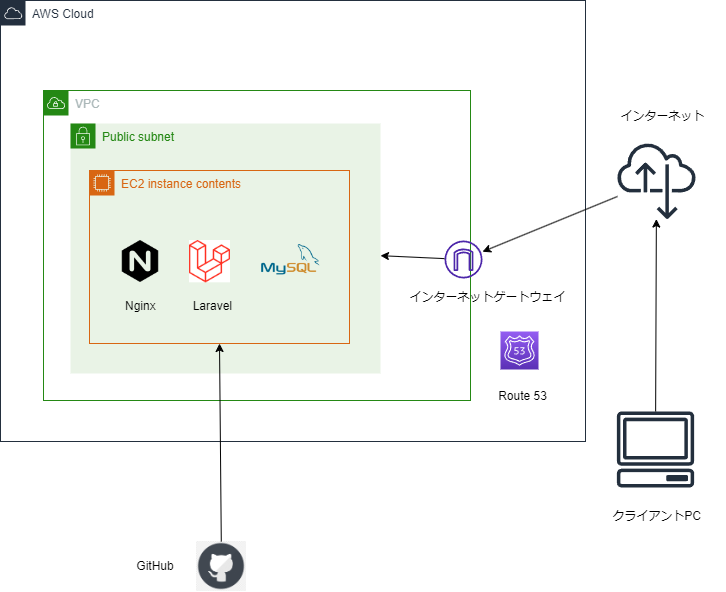 AWS Cloud
VPC
インターネット
Public subnet
EC2 instance contents
MySQL
Nginx
Laravel
インターネットゲートウェイ
53
Route 53
クライアントPC
GitHub